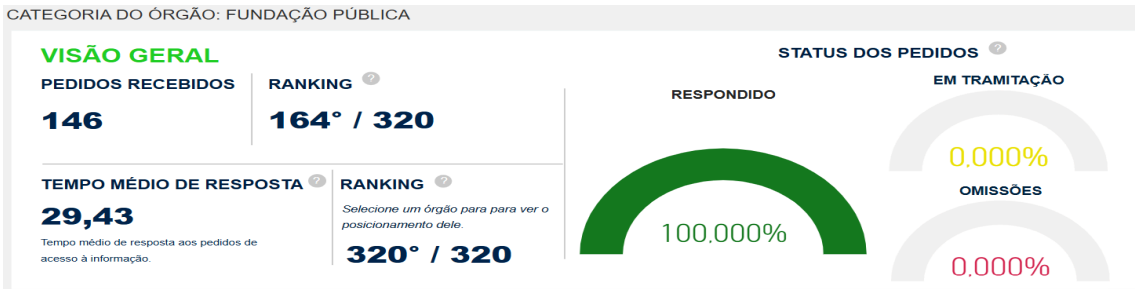 CATEGORIA DO ÓRGÃO: FUNDAÇÃO PÚBLICA
VISÃO GERAL
PEDIDOS RECEBIDOS
146
RANKING ?
164° / 320
TEMPO MÉDIO DE RESPOSTA ?
29,43
Tempo médio de resposta aos pedidos de
acesso à informação.
RANKING ?
Selecione um órgão para para ver o
posicionamento dele.
320° / 320
STATUS DOS PEDIDOS ?
RESPONDIDO
100,000%
EM TRAMITAÇÃO
0,000%
OMISSÕES
0,000%